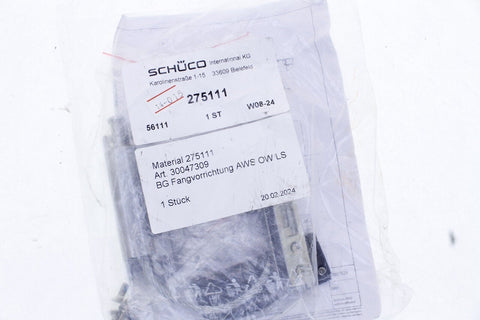 SCHÜCO International KG
Karolinenstraße 1-15 33609 Bielefeld
275111
56111 1 ST W08-24
Material 275111
Art. 30047309
BG Fangvorrichtung AWS OW LS
1 Stück 20.02.2024